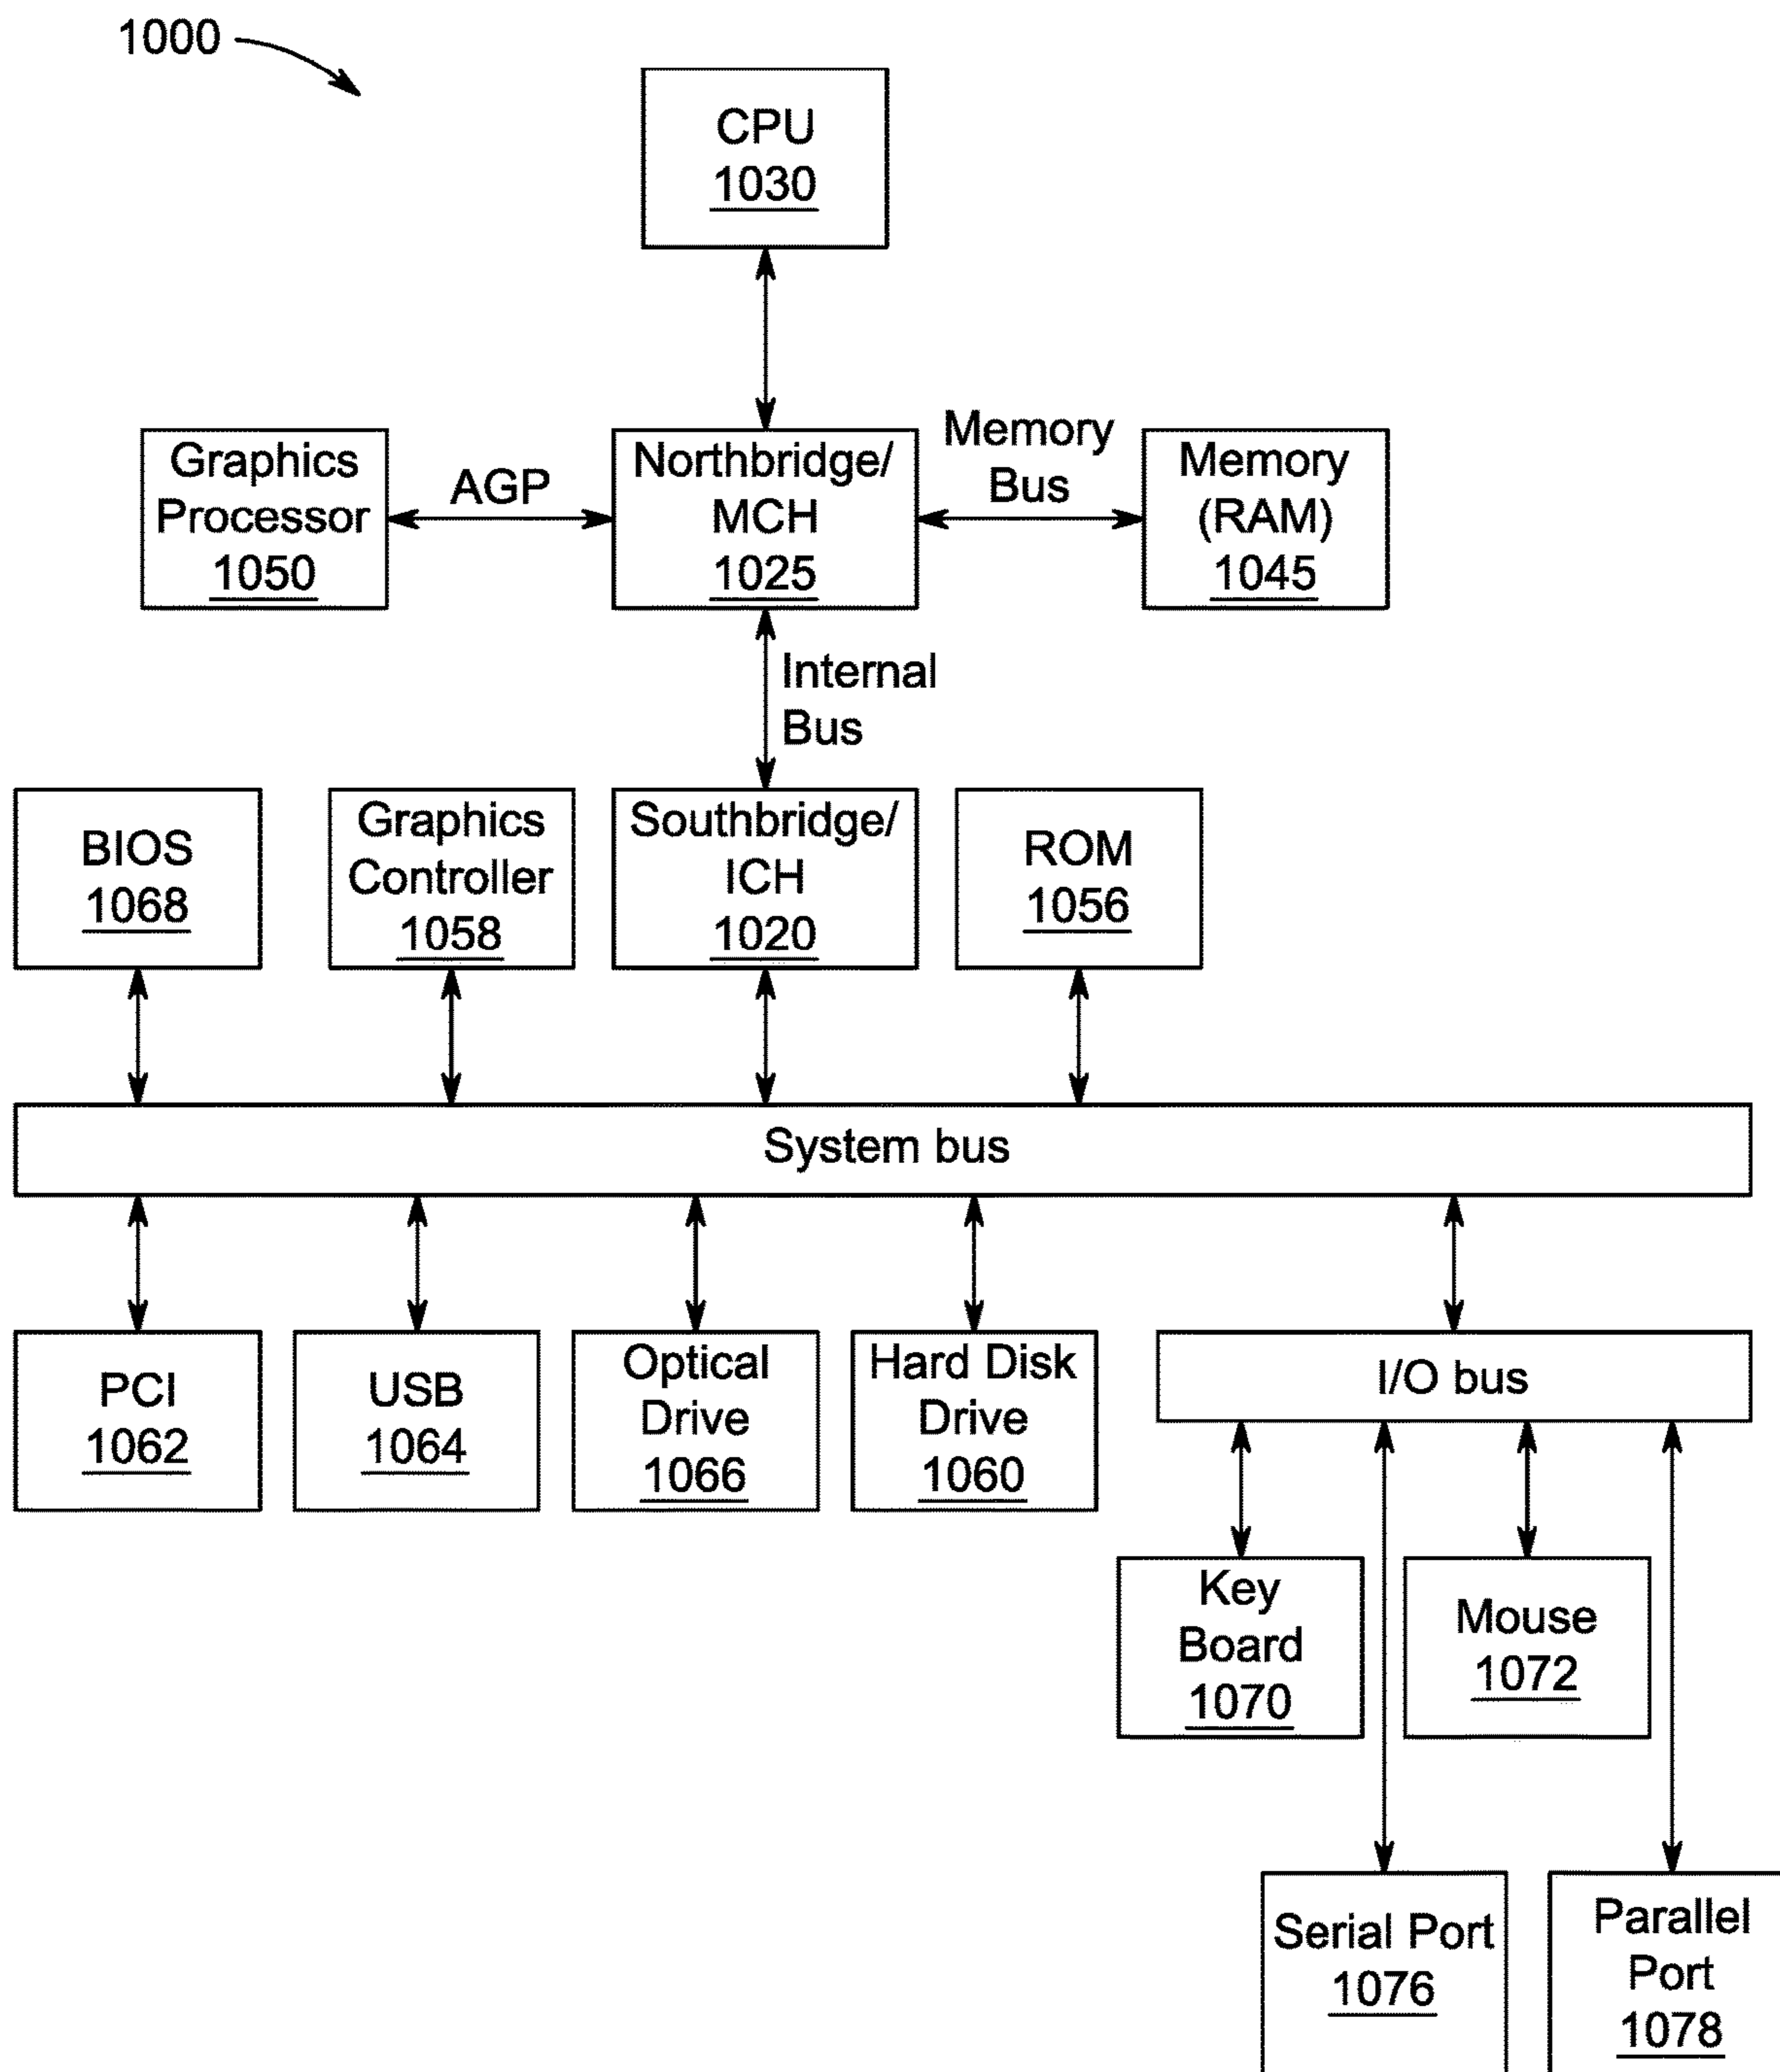 1000
CPU
1030
Graphics
Processor
1050
AGP
Northbridge/
MCH
1025
Memory
Bus
Memory
(RAM)
1045
Internal
Bus
BIOS
1068
Graphics
Controller
1058
Southbridge/
ICH
1020
ROM
1056
System bus
PCI
1062
USB
1064
Optical
Drive
1066
Hard Disk
Drive
1060
I/O bus
Key
Board
1070
Mouse
1072
Serial Port
1076
Parallel
Port
1078